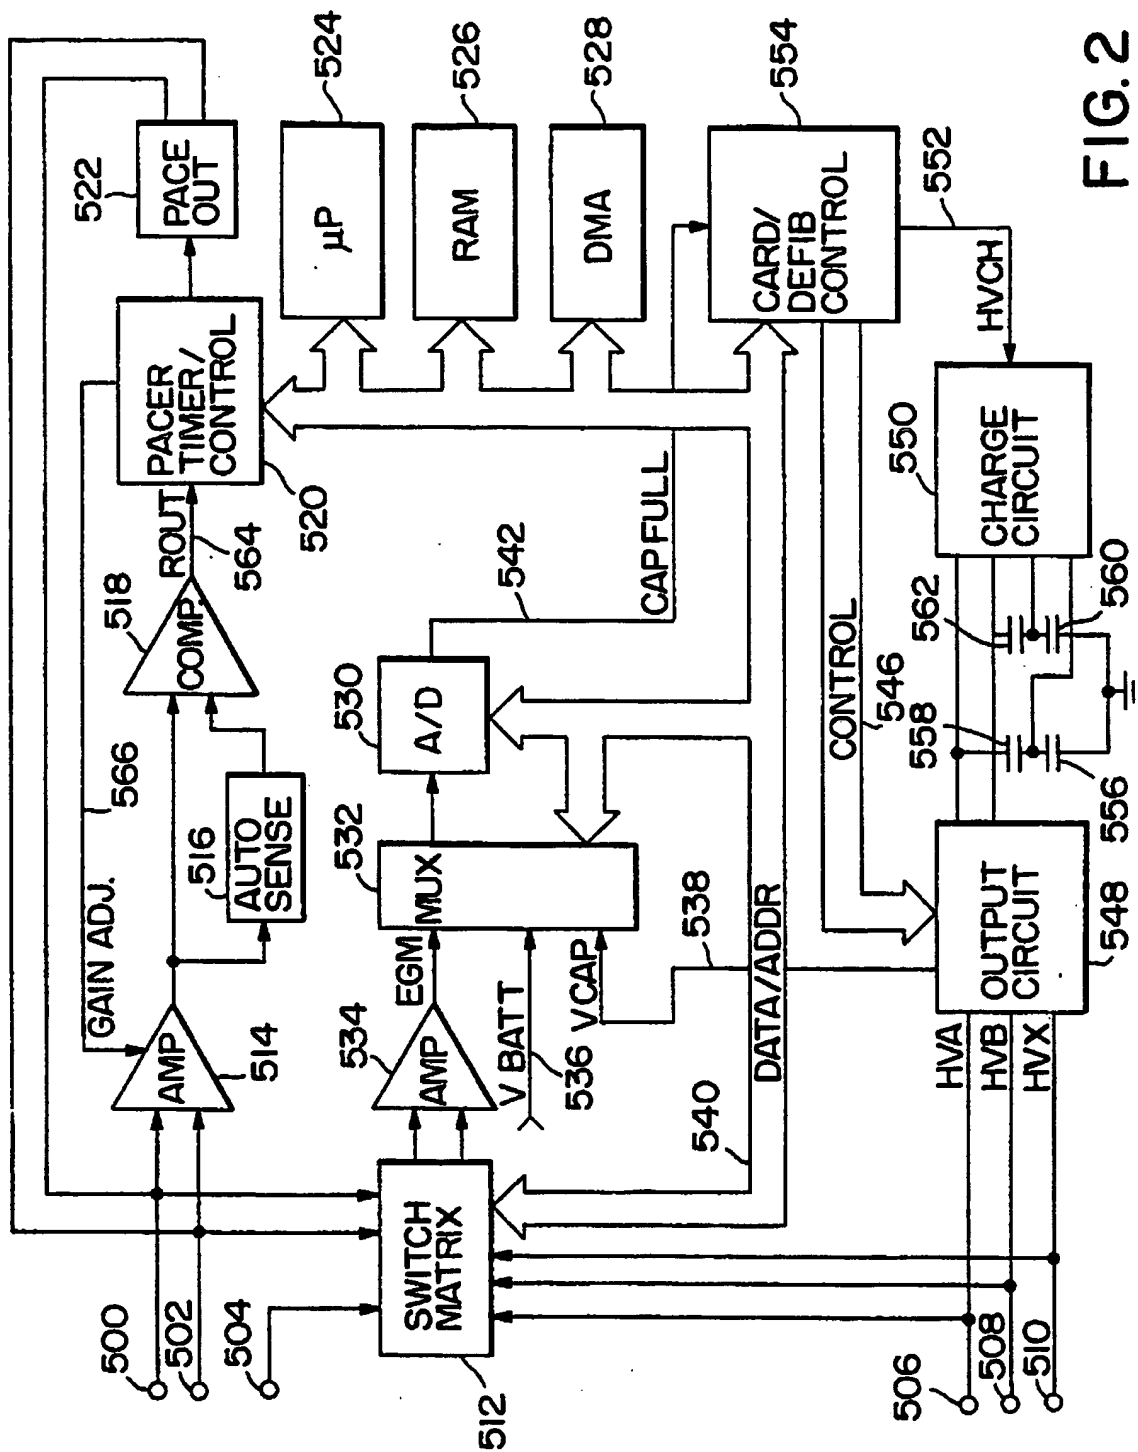 500
502
504
506
508
510
SWITCH
MATRIX
512
AMP
514
GAIN ADJ.
566
AUTO
SENSE
516
COMP.
518
ROUT
564
PACER
TIMER/
CONTROL
520
PACE
OUT
522
AMP
534
EGM
V BATT
536
VCAP
538
MUX
532
A/D
530
542
CAPFULL
540
DATA/ADDR
µP
524
RAM
526
DMA
528
CARD/
DEFIB
CONTROL
554
552
HVCH
CONTROL
546
HVA
HVB
HVX
OUTPUT
CIRCUIT
548
558
556
562
560
CHARGE
CIRCUIT
550
FIG. 2